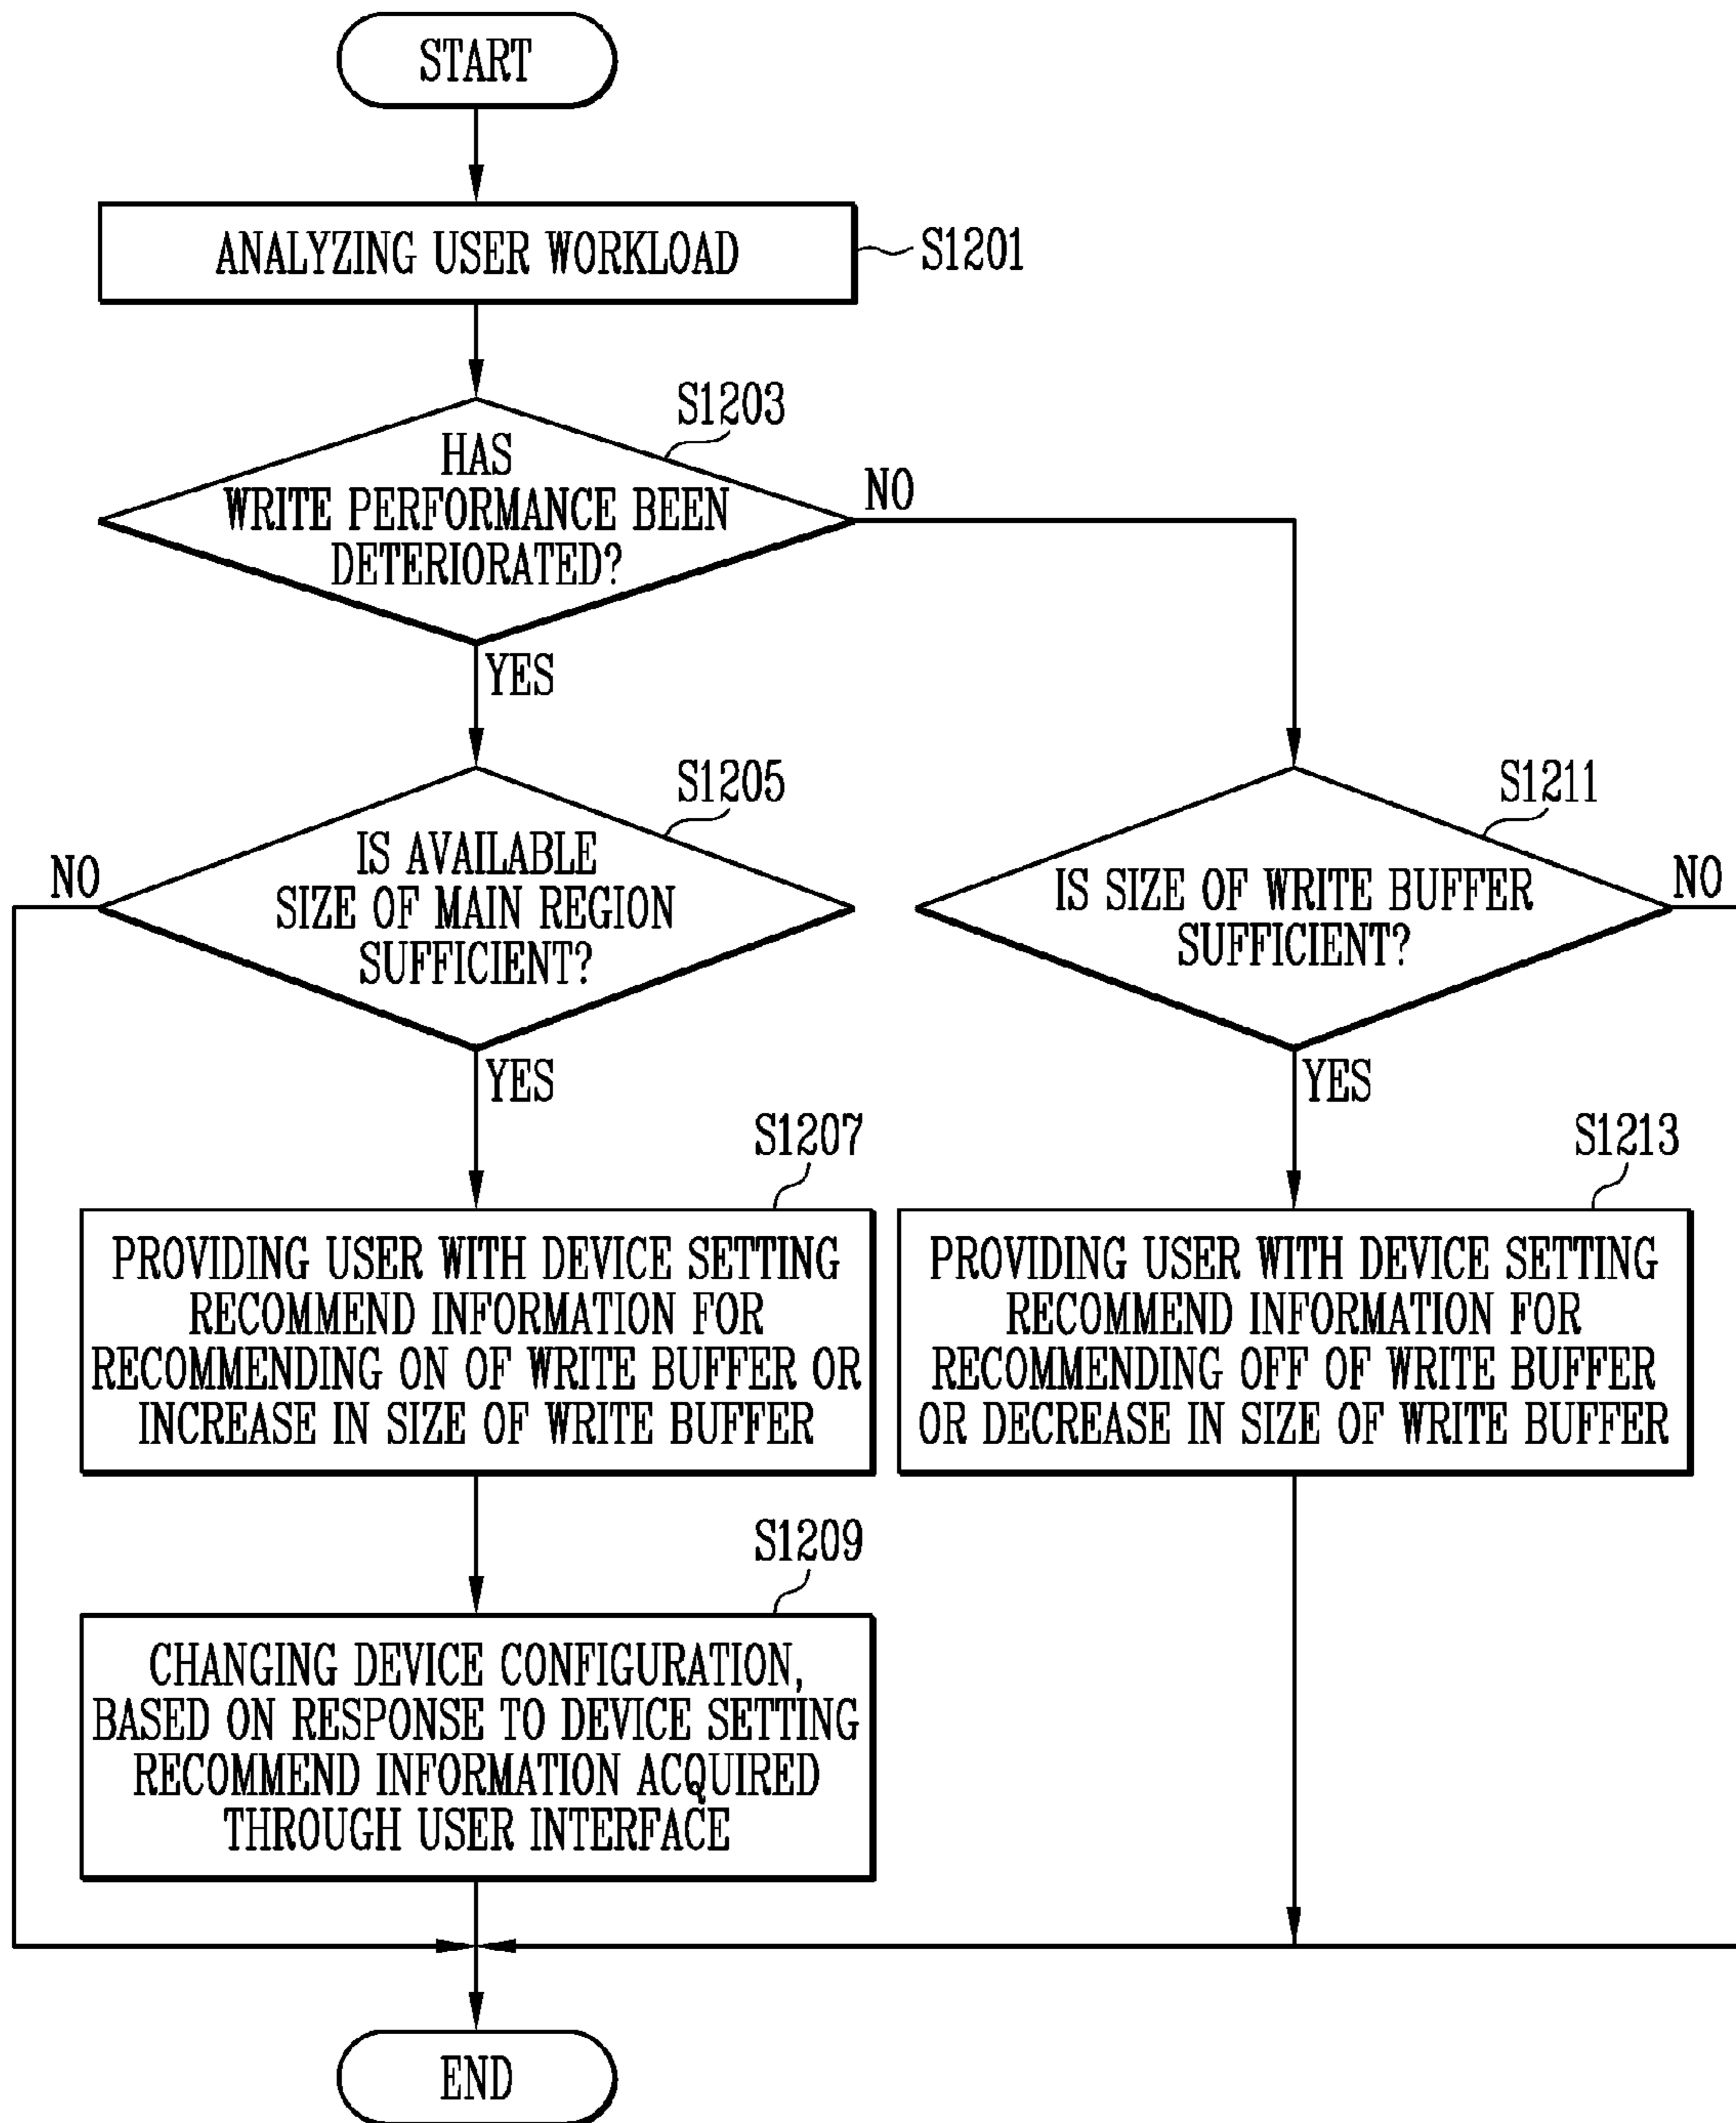 START
ANALYZING USER WORKLOAD
S1201
S1203
HAS
WRITE PERFORMANCE BEEN
DETERIORATED?
NO
YES
S1205
IS AVAILABLE
SIZE OF MAIN REGION
SUFFICIENT?
NO
YES
S1211
IS SIZE OF WRITE BUFFER
SUFFICIENT?
NO
YES
S1207
PROVIDING USER WITH DEVICE SETTING
RECOMMEND INFORMATION FOR
RECOMMENDING ON OF WRITE BUFFER OR
INCREASE IN SIZE OF WRITE BUFFER
S1213
PROVIDING USER WITH DEVICE SETTING
RECOMMEND INFORMATION FOR
RECOMMENDING OFF OF WRITE BUFFER
OR DECREASE IN SIZE OF WRITE BUFFER
S1209
CHANGING DEVICE CONFIGURATION,
BASED ON RESPONSE TO DEVICE SETTING
RECOMMEND INFORMATION ACQUIRED
THROUGH USER INTERFACE
END